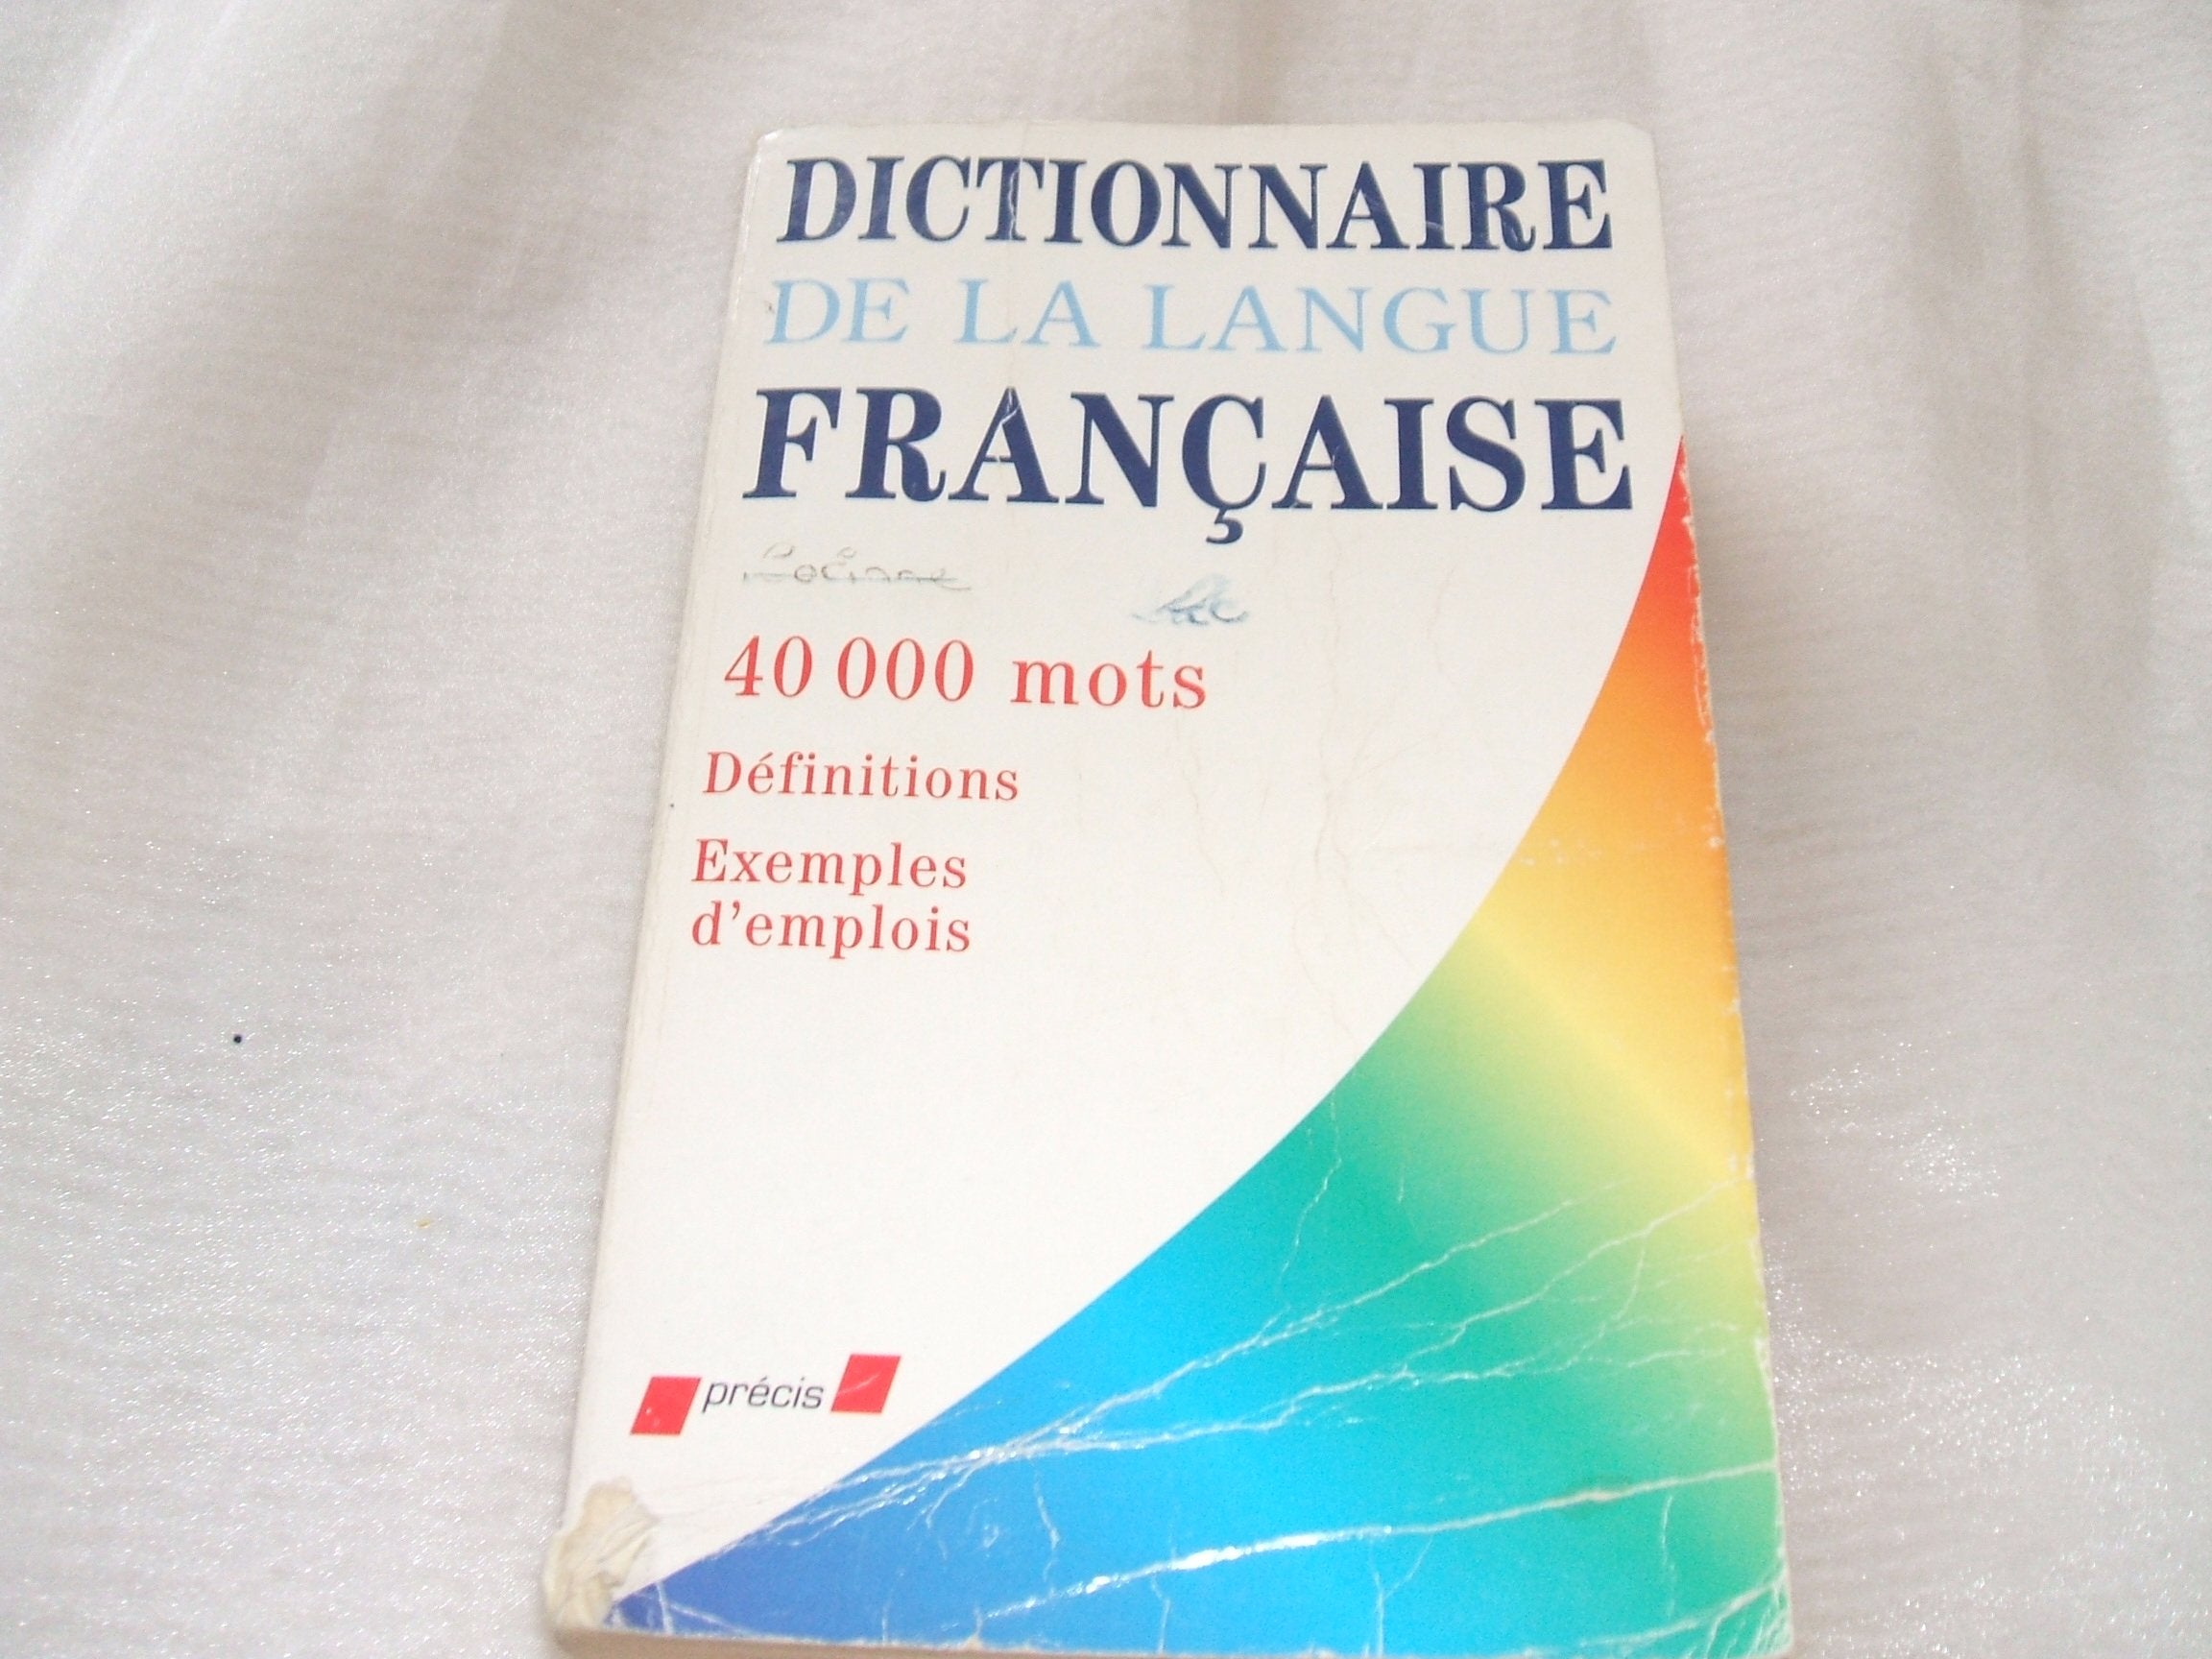 DICTIONNAIRE
DE LA LANGUE
FRANÇAISE
40 000 mots
Définitions
Exemples
d'emplois
précis